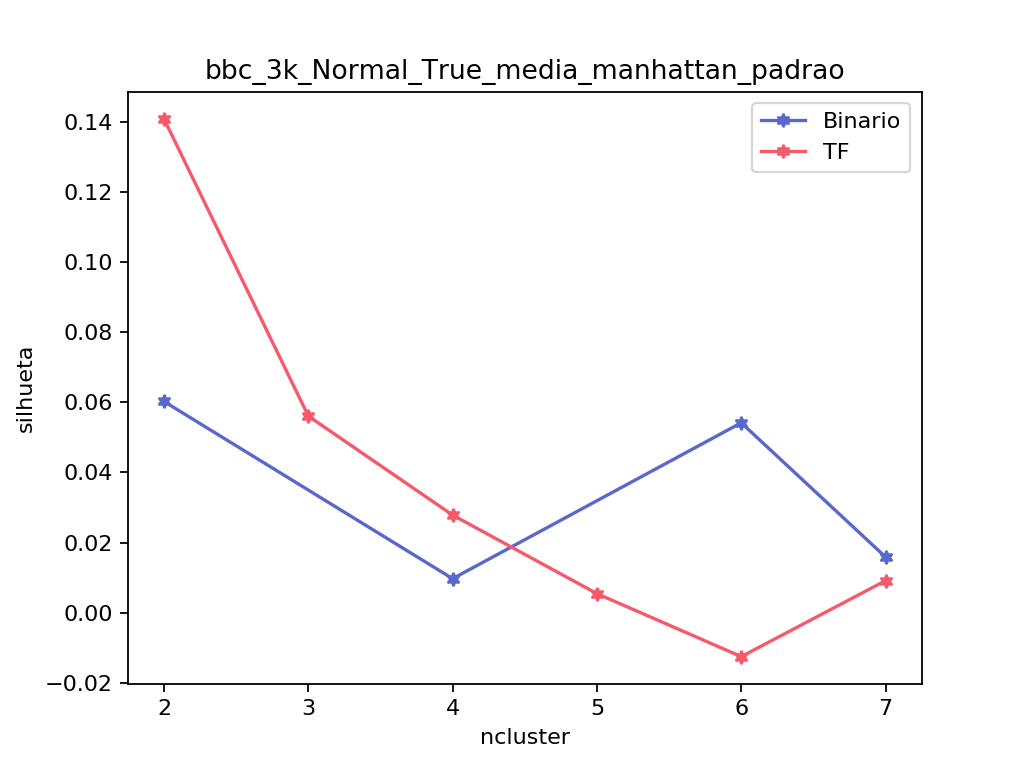 bbc_3k_Normal_True_media_manhattan_padrao
Binario
TF
silhueta
0.14
0.12
0.10
0.08
0.06
0.04
0.02
0.00
−0.02
2 3 4 5 6 7
ncluster